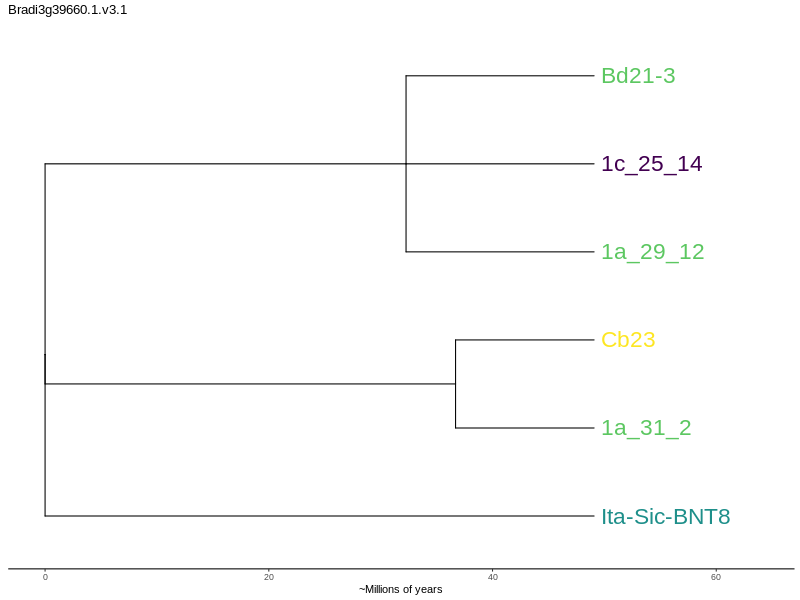 Bradi3g39660.1.v3.1
Bd21-3
1c_25_14
1a_29_12
Cb23
1a_31_2
Ita-Sic-BNT8
0 20 40 60
~Millions of years